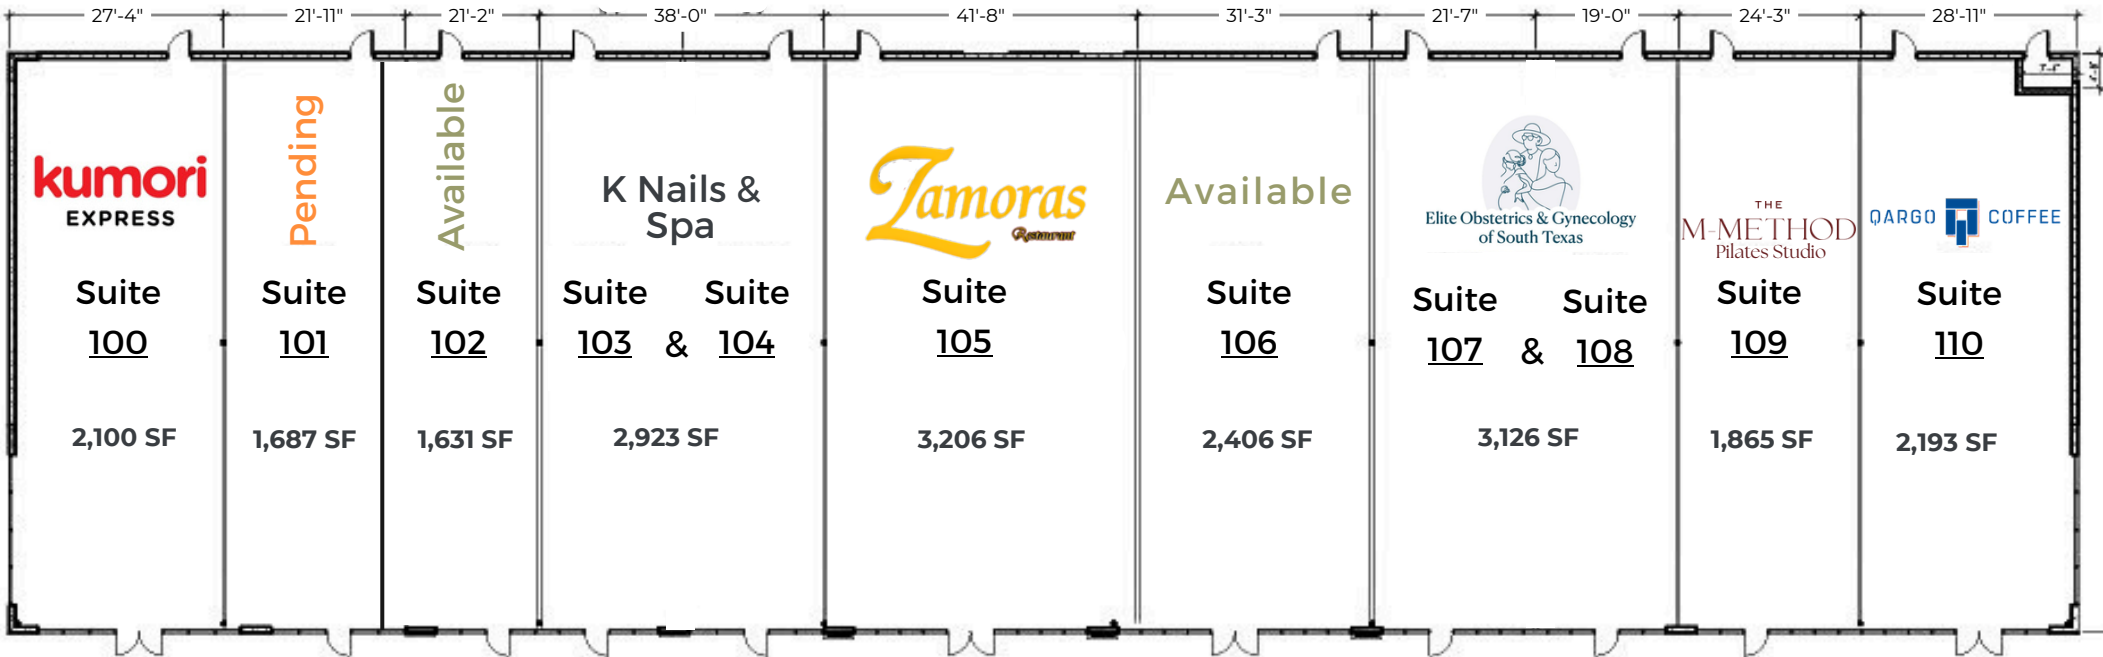 27'-4" 21'-11" 21'-2" 38'-0" 41'-8" 31'-3" 21'-7" 19'-0" 24'-3" 28'-11"
kumori
EXPRESS
Suite
100
2,100 SF
Pending
Suite
101
1,687 SF
Available
Suite
102
1,631 SF
K Nails &
Spa
Suite Suite
103 & 104
2,923 SF
Zamoras
Restaurant
Suite
105
3,206 SF
Available
Suite
106
2,406 SF
Elite Obstetrics & Gynecology
of South Texas
Suite Suite
107 & 108
3,126 SF
THE
M-METHOD
Pilates Studio
Suite
109
1,865 SF
QARGO COFFEE
Suite
110
2,193 SF